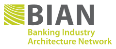 BIAN
Banking Industry
Architecture Network